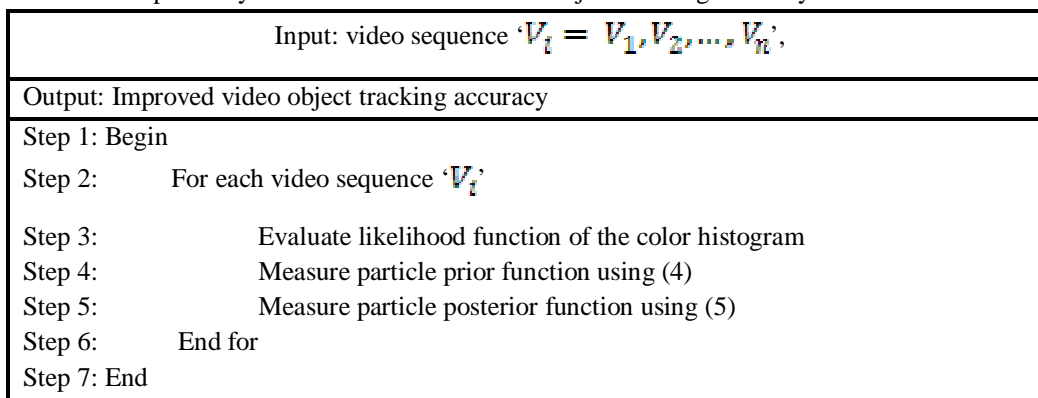 Input: video sequence ‘V_i = V_1, V_2, ..., V_n’,
Output: Improved video object tracking accuracy
Step 1: Begin
Step 2: For each video sequence ‘V_i’
Step 3: Evaluate likelihood function of the color histogram
Step 4: Measure particle prior function using (4)
Step 5: Measure particle posterior function using (5)
Step 6: End for
Step 7: End